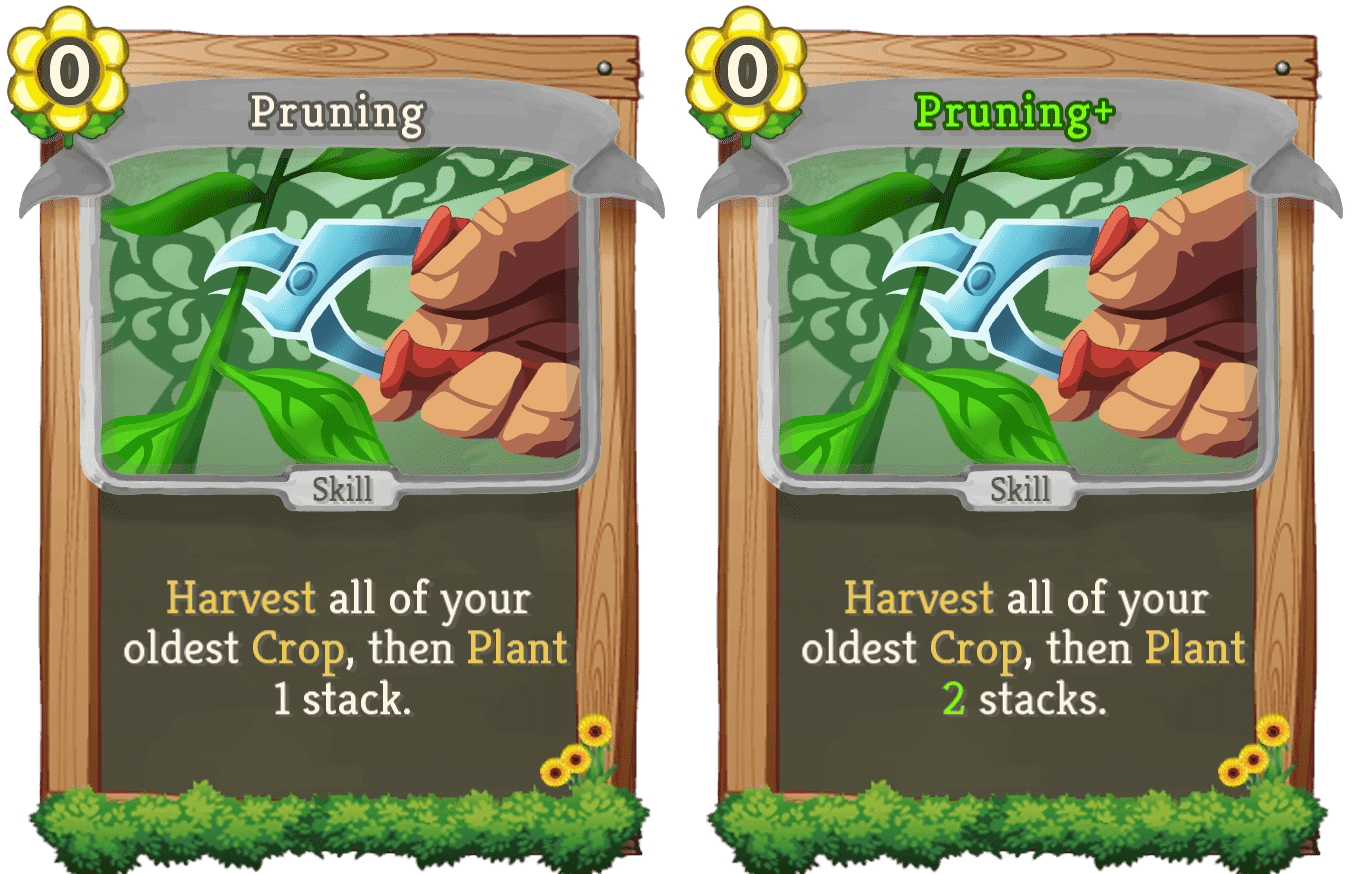 0
Pruning
Skill
Harvest all of your
oldest Crop, then Plant
1 stack.
0
Pruning+
Skill
Harvest all of your
oldest Crop, then Plant
2 stacks.